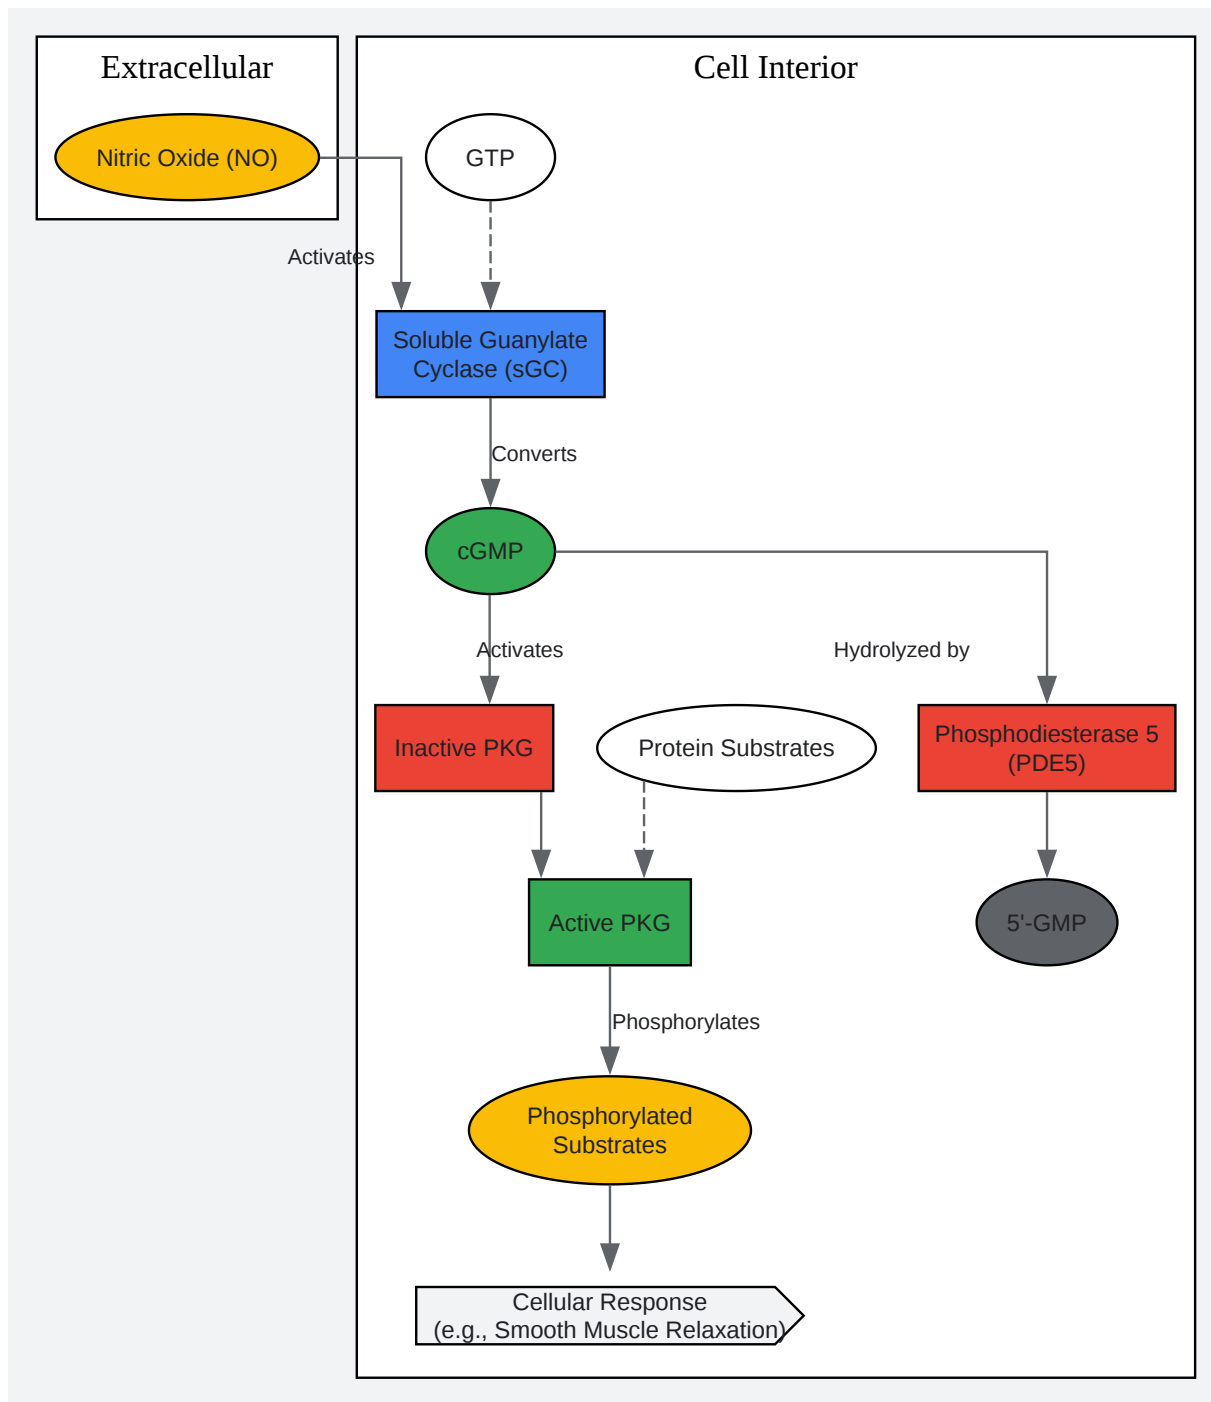 Extracellular
Cell Interior
Nitric Oxide (NO)
GTP
Activates
Soluble Guanylate
Cyclase (sGC)
Converts
cGMP
Activates
Hydrolyzed by
Inactive PKG
Protein Substrates
Phosphodiesterase 5
(PDE5)
Active PKG
5'-GMP
Phosphorylates
Phosphorylated
Substrates
Cellular Response
(e.g., Smooth Muscle Relaxation)